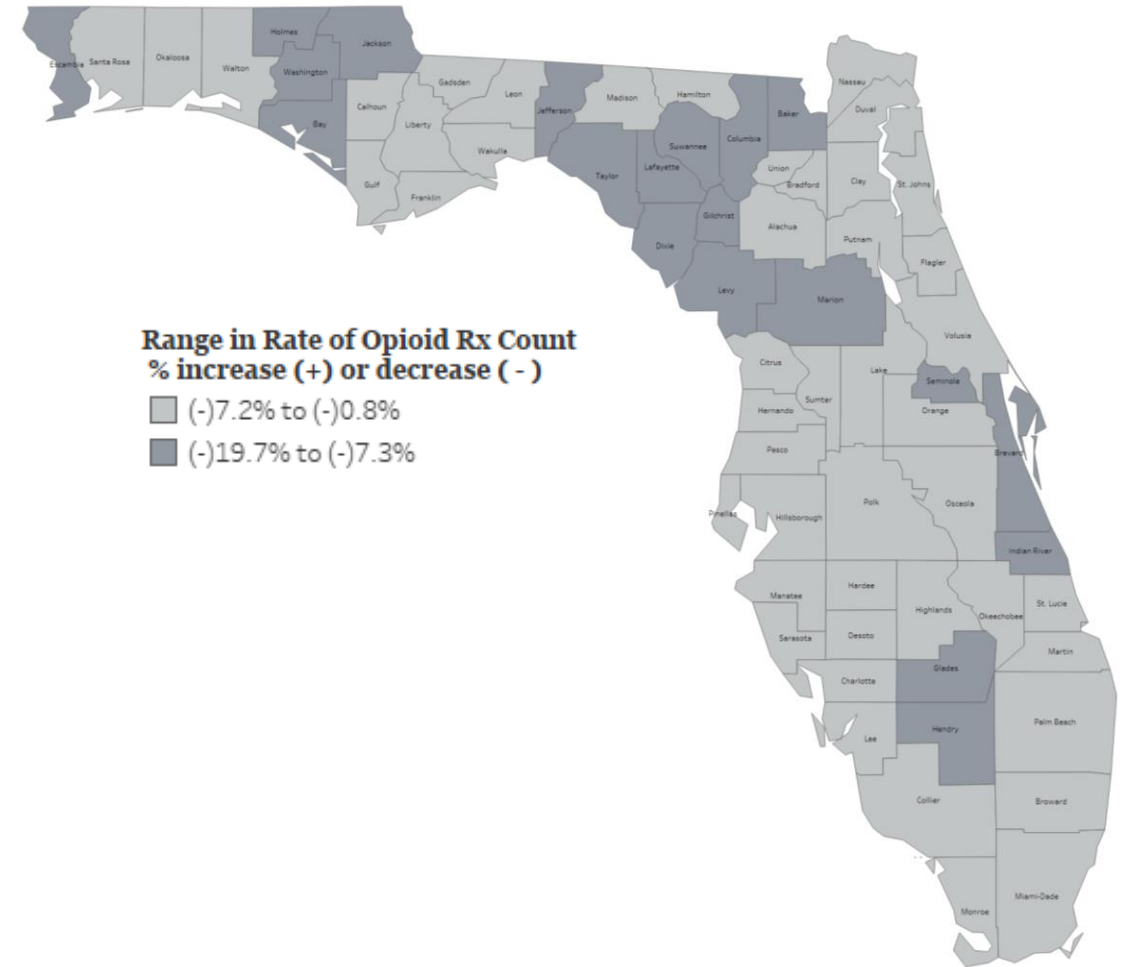 Holmes
Jackson
Escambia
Santa Rosa
Okaloosa
Walton
Washington
Bay
Calhoun
Gadsden
Leon
Liberty
Wakulla
Gulf
Franklin
Jefferson
Madison
Hamilton
Taylor
Lafayette
Suwannee
Columbia
Baker
Nassau
Duval
Union
Bradford
Clay
St. Johns
Gilchrist
Dixie
Alachua
Putnam
Flagler
Levy
Marion
Volusia
Range in Rate of Opioid Rx Count
% increase (+) or decrease ( - )
(-)7.2% to (-)0.8%
(-)19.7% to (-)7.3%
Citrus
Lake
Sumter
Seminole
Orange
Hernando
Pasco
Brevard
Pinellas
Hillsborough
Polk
Osceola
Indian River
Manatee
Hardee
Highlands
Okeechobee
St. Lucie
Sarasota
Desoto
Martin
Charlotte
Glades
Lee
Hendry
Palm Beach
Collier
Broward
Monroe
Miami-Dade